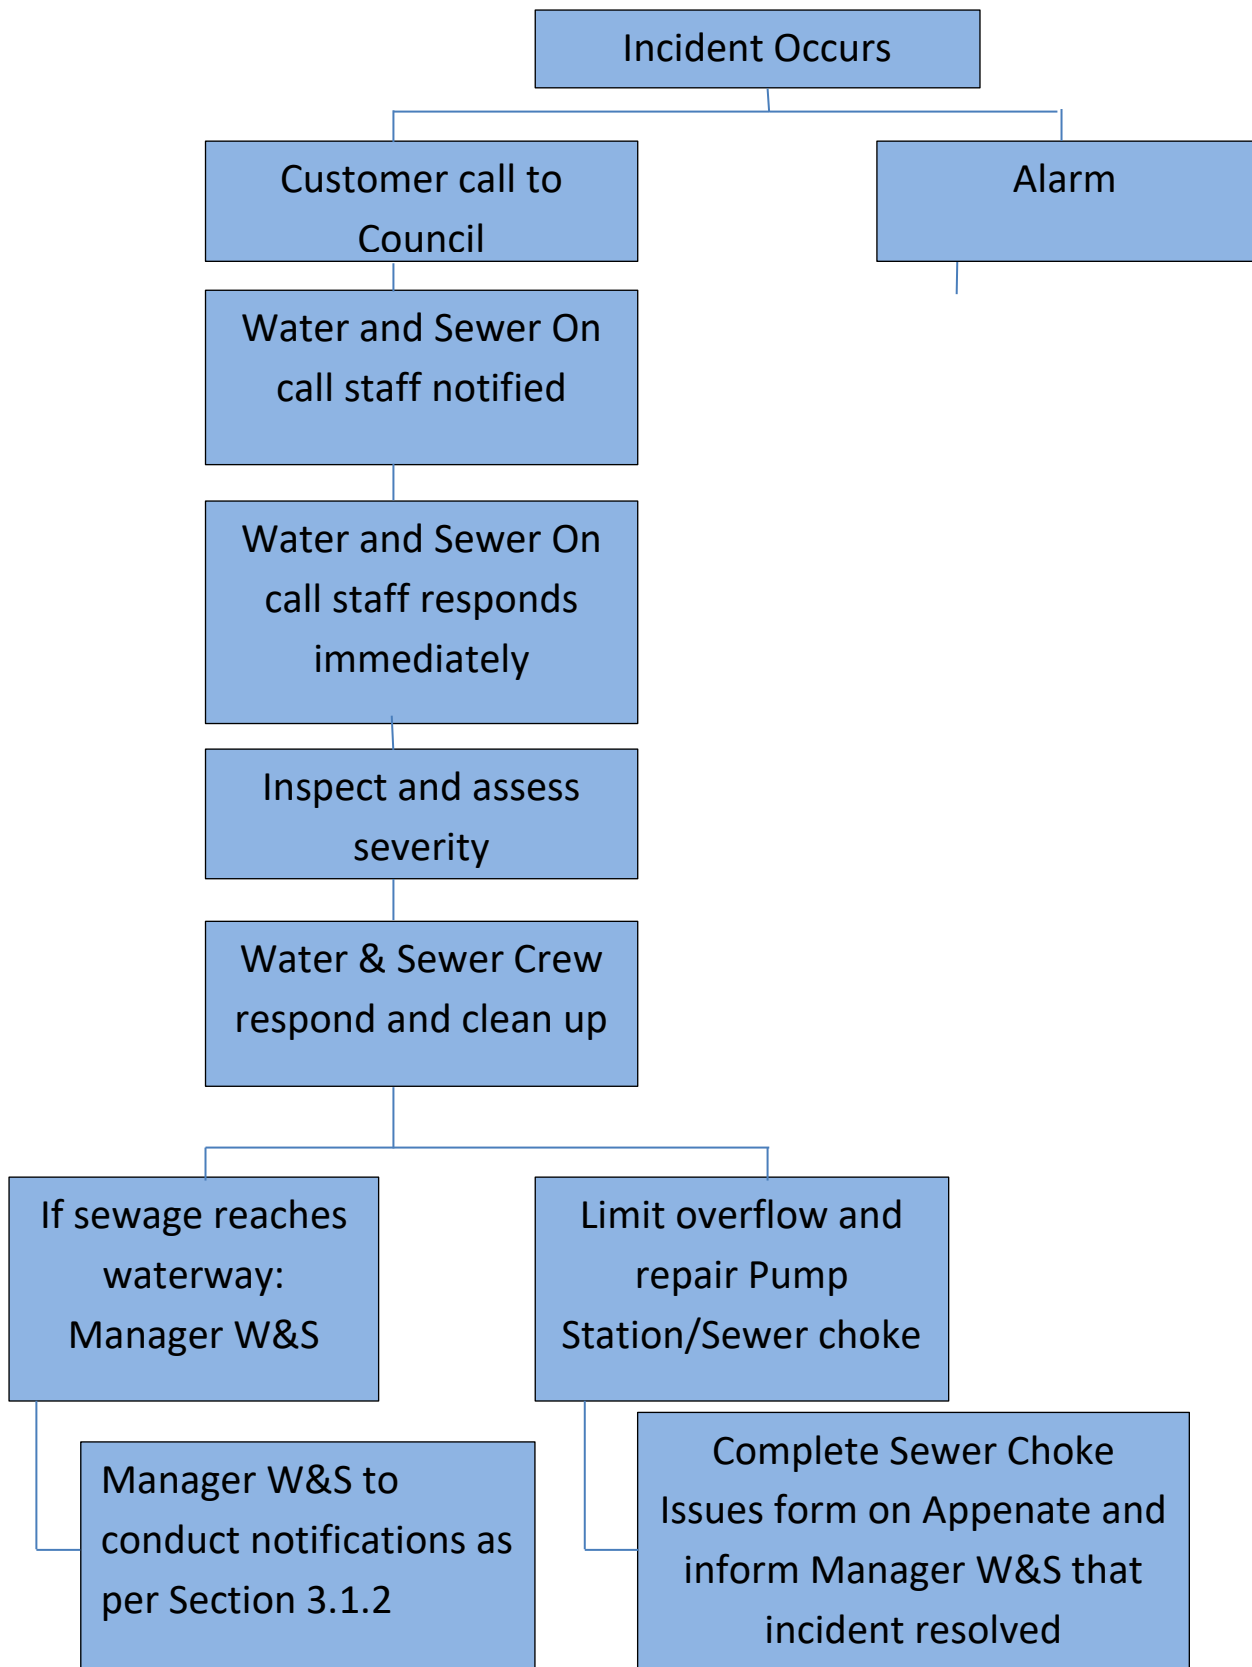 Incident Occurs
Customer call to
Council
Alarm
Water and Sewer On
call staff notified
Water and Sewer On
call staff responds
immediately
Inspect and assess
severity
Water & Sewer Crew
respond and clean up
If sewage reaches
waterway:
Manager W&S
Limit overflow and
repair Pump
Station/Sewer choke
Manager W&S to
conduct notifications as
per Section 3.1.2
Complete Sewer Choke
Issues form on Appenate and
inform Manager W&S that
incident resolved